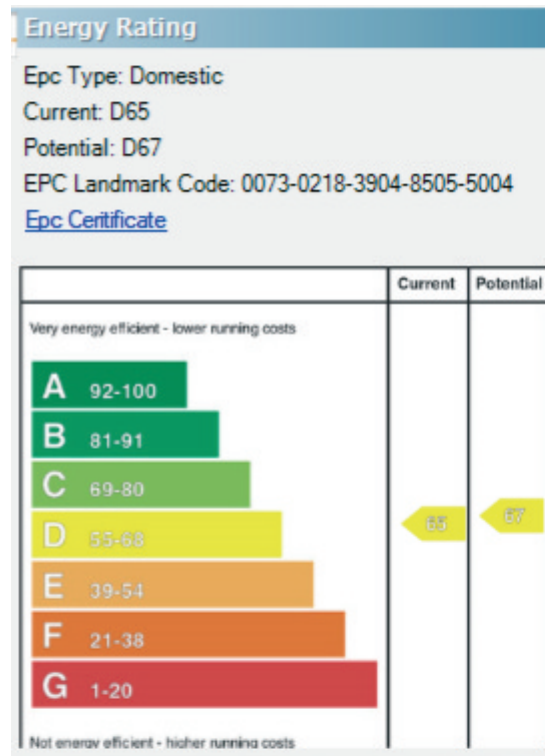 Energy Rating
Epc Type: Domestic
Current: D65
Potential: D67
EPC Landmark Code: 0073-0218-3904-8505-5004
Epc Ceritificate
Current Potential
Very energy efficient - lower running costs
A 92-100
B 81-91
C 69-80
D 55-68 65 67
E 39-54
F 21-38
G 1-20
Not energy efficient - higher running costs